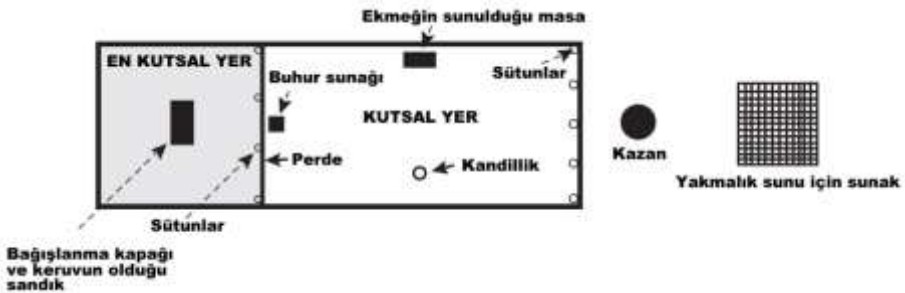 Ekmeğin sunulduğu masa
EN KUTSAL YER
Buhur sunağı
Sütunlar
KUTSAL YER
Perde
Kandillik
Kazan
Yakmalık sunu için sunak
Sütunlar
Bağışlanma kapağı
ve keruvun olduğu
sandık